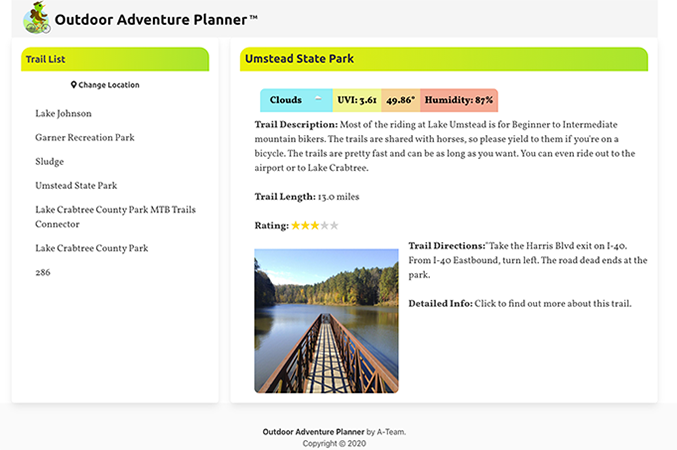 Outdoor Adventure Planner™
Trail List
Change Location
Lake Johnson
Garner Recreation Park
Sludge
Umstead State Park
Lake Crabtree County Park MTB Trails
Connector
Lake Crabtree County Park
286
Umstead State Park
Clouds UVI: 3.61 49.86° Humidity: 87%
Trail Description: Most of the riding at Lake Umstead is for Beginner to Intermediate
mountain bikers. The trails are shared with horses, so please yield to them if you're on a
bicycle. The trails are pretty fast and can be as long as you want. You can even ride out to the
airport or to Lake Crabtree.
Trail Length: 13.0 miles
Rating: ★★★★★
Trail Directions:"Take the Harris Blvd exit on I-40.
From I-40 Eastbound, turn left. The road dead ends at the
park.
Detailed Info: Click to find out more about this trail.
Outdoor Adventure Planner by A-Team.
Copyright © 2020